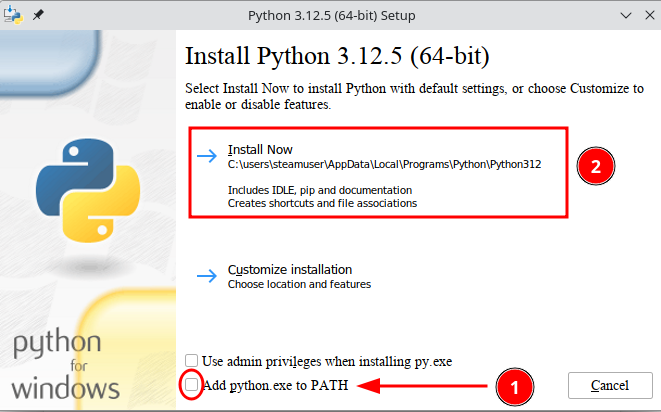 Python 3.12.5 (64-bit) Setup
Install Python 3.12.5 (64-bit)
Select Install Now to install Python with default settings, or choose Customize to
enable or disable features.
Install Now
C:\users\steamuser\AppData\Local\Programs\Python\Python312
Includes IDLE, pip and documentation
Creates shortcuts and file associations
2
Customize installation
Choose location and features
python
for
windows
Use admin privileges when installing py.exe
Add python.exe to PATH
1
Cancel